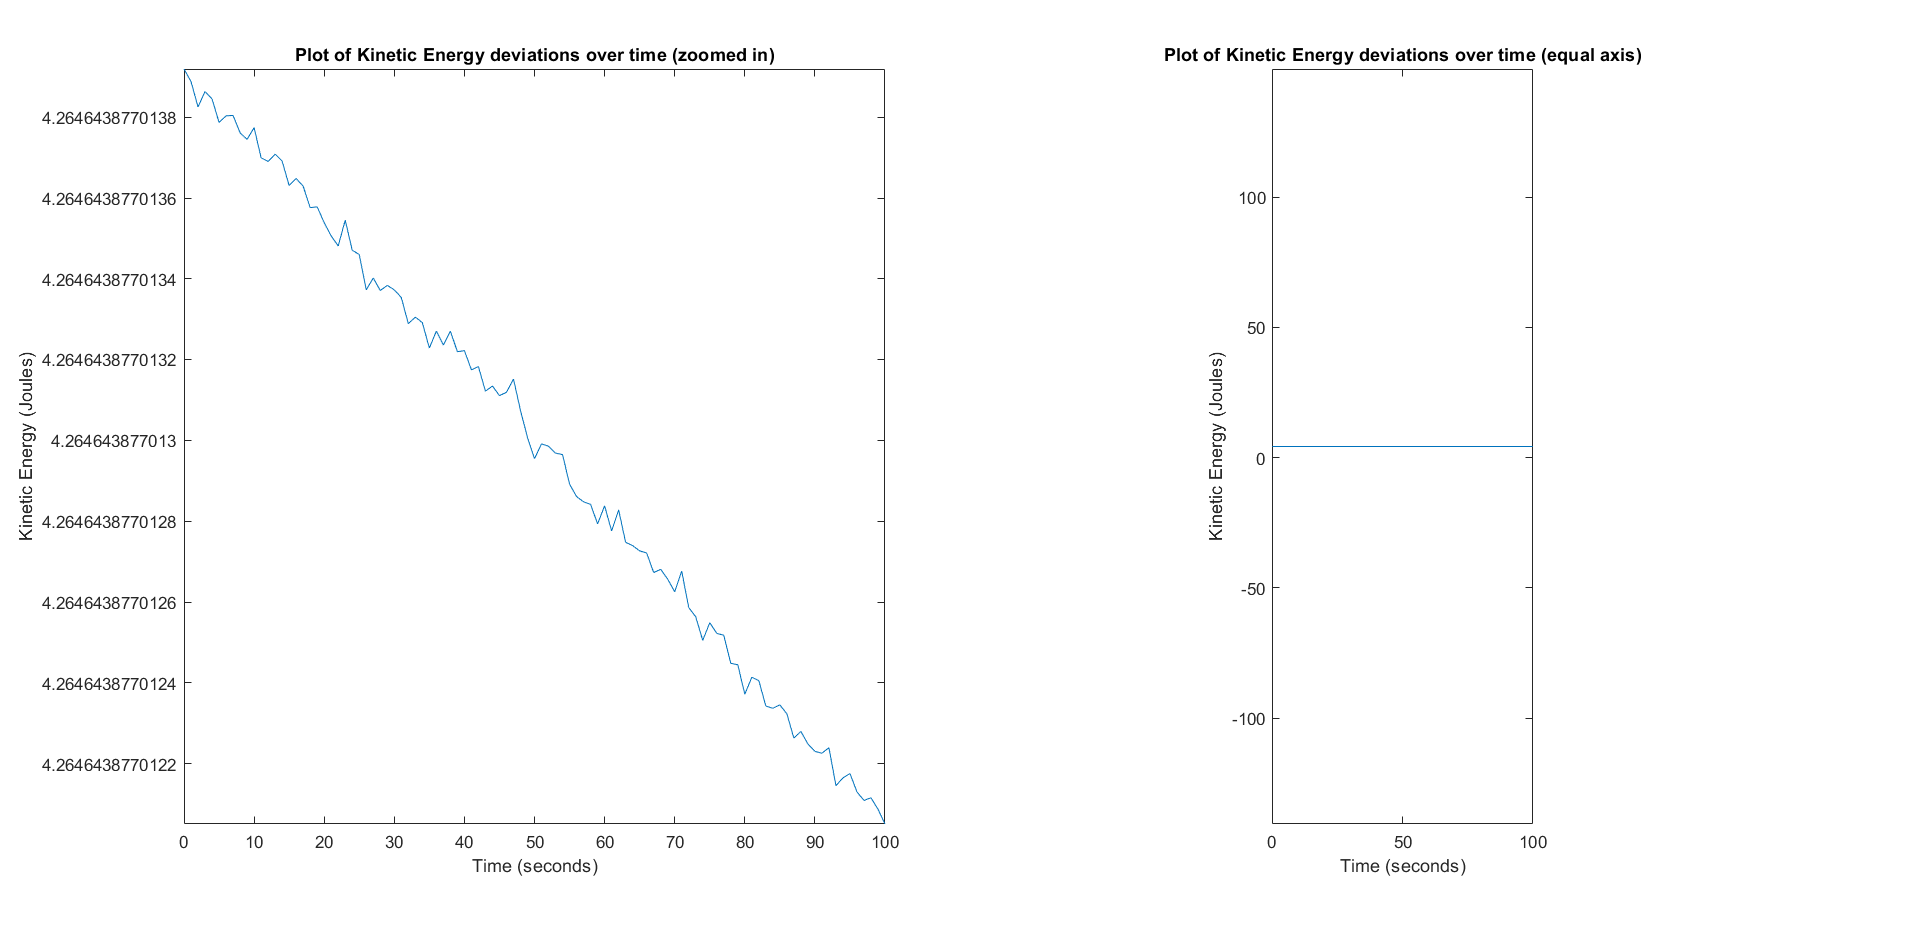 Plot of Kinetic Energy deviations over time (zoomed in)
Kinetic Energy (Joules)
4.2646438770138
4.2646438770136
4.2646438770134
4.2646438770132
4.264643877013
4.2646438770128
4.2646438770126
4.2646438770124
4.2646438770122
0 10 20 30 40 50 60 70 80 90 100
Time (seconds)
Plot of Kinetic Energy deviations over time (equal axis)
Kinetic Energy (Joules)
100
50
0
-50
-100
0 50 100
Time (seconds)